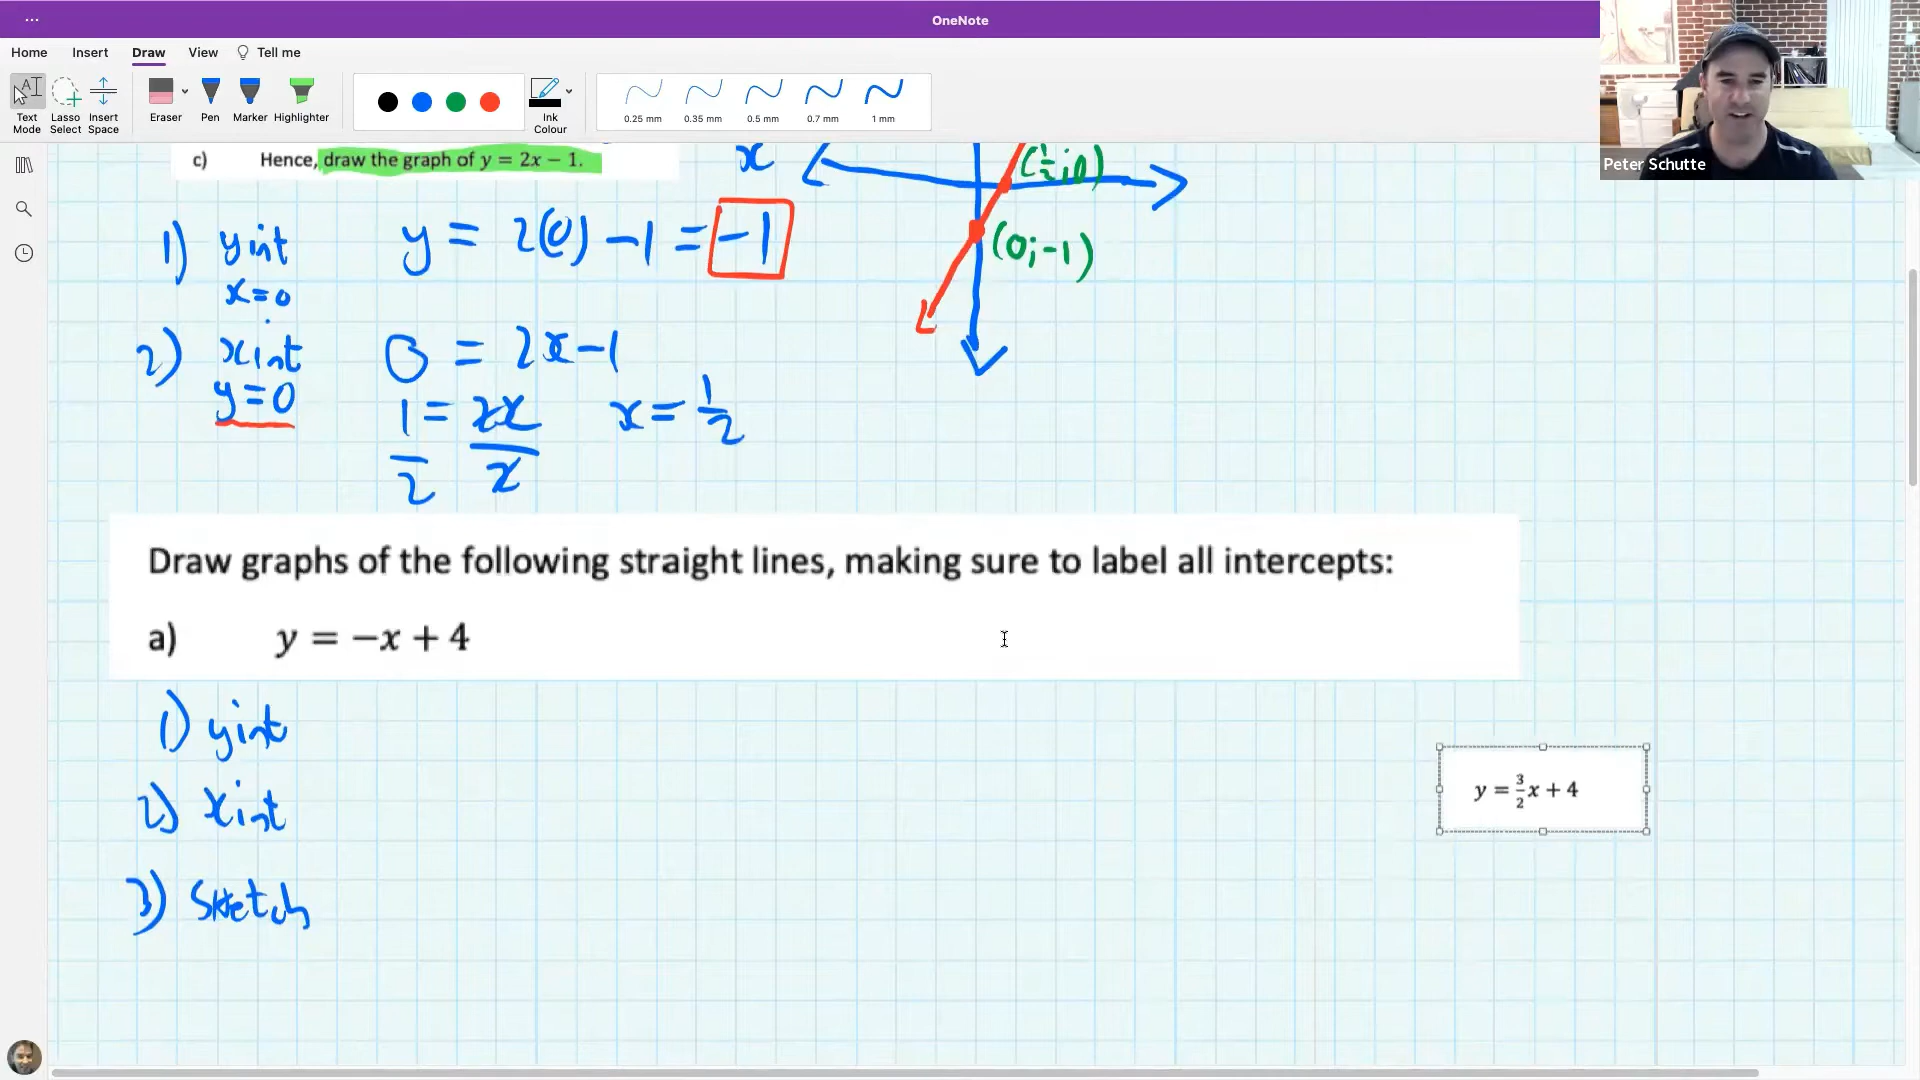 OneNote
Home Insert Draw View Tell me
Text Mode
Lasso Select
Insert Space
Eraser
Pen
Marker
Highlighter
Ink Colour
0.25 mm
0.35 mm
0.5 mm
0.7 mm
1 mm
Peter Schutte
c) Hence, draw the graph of y = 2x − 1.
x
(1/2;0)
(0;-1)
1) y int y = 2(0) - 1 = -1
x = 0
2) x int 0 = 2x - 1
y = 0 1/2 = 2x/2 x = 1/2
Draw graphs of the following straight lines, making sure to label all intercepts:
a) y = −x + 4
1) y int
2) x int
3) Sketch
y = 3/2 x + 4